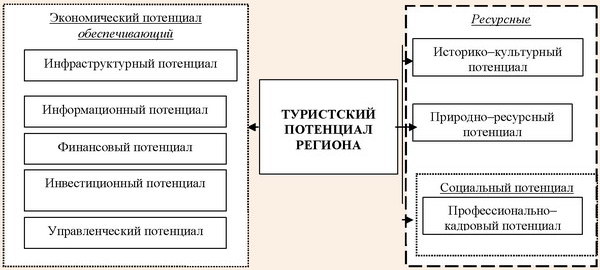 Экономический потенциал
обеспечивающий
Инфраструктурный потенциал
Информационный потенциал
Финансовый потенциал
Инвестиционный потенциал
Управленческий потенциал
ТУРИСТСКИЙ
ПОТЕНЦИАЛ
РЕГИОНА
Ресурсные
Историко–культурный
потенциал
Природно–ресурсный
потенциал
Социальный потенциал
Профессионально–
кадровый потенциал